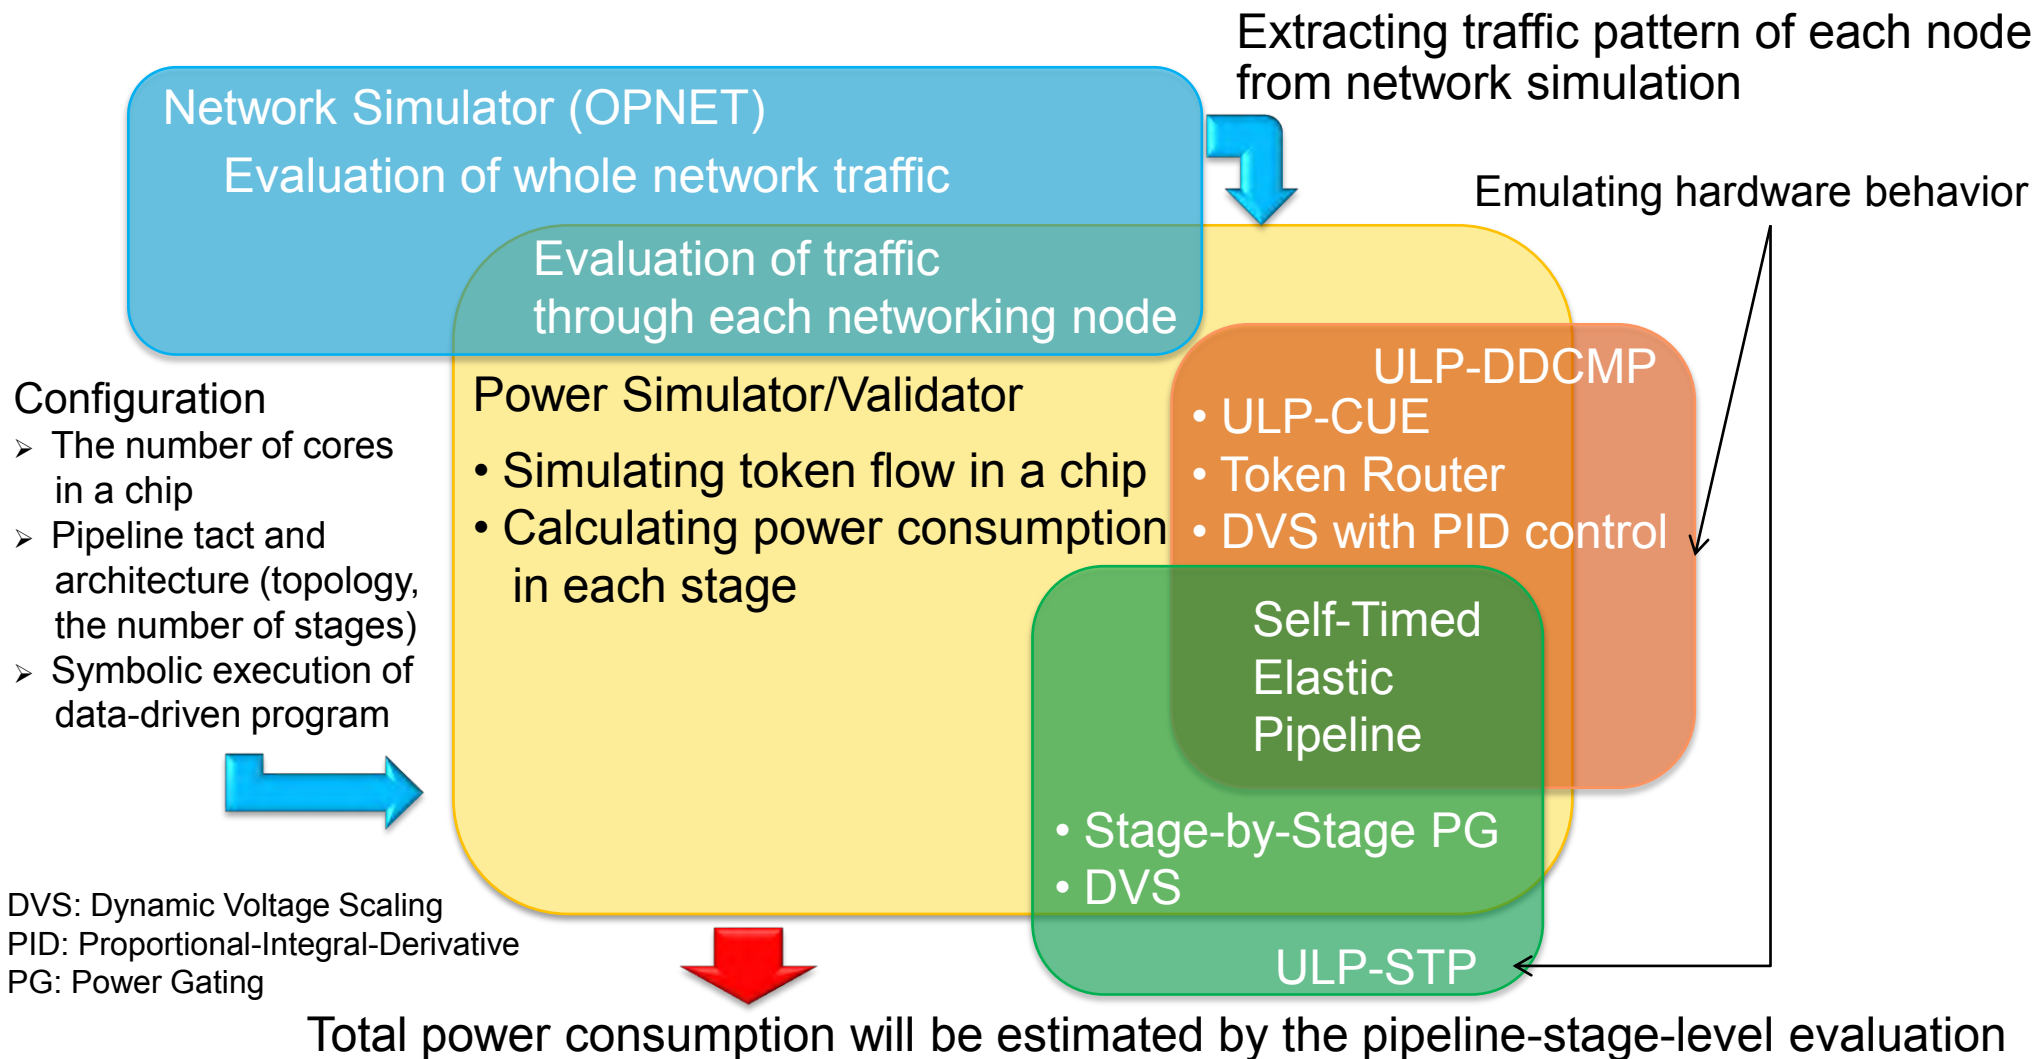 Extracting traffic pattern of each node
from network simulation
Network Simulator (OPNET)
Evaluation of whole network traffic
Emulating hardware behavior
Evaluation of traffic
through each networking node
Configuration
➢ The number of cores
in a chip
➢ Pipeline tact and
architecture (topology,
the number of stages)
➢ Symbolic execution of
data-driven program
Power Simulator/Validator
• Simulating token flow in a chip
• Calculating power consumption
in each stage
ULP-DDCMP
• ULP-CUE
• Token Router
• DVS with PID control
Self-Timed
Elastic
Pipeline
• Stage-by-Stage PG
• DVS
ULP-STP
DVS: Dynamic Voltage Scaling
PID: Proportional-Integral-Derivative
PG: Power Gating
Total power consumption will be estimated by the pipeline-stage-level evaluation